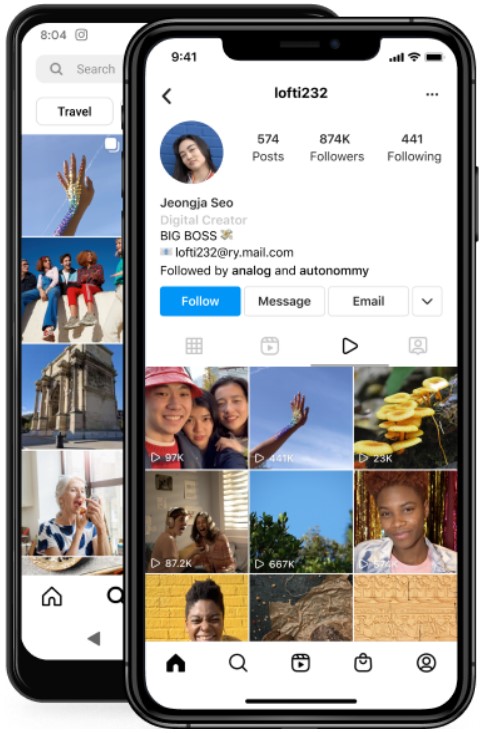 8:04
Search
Travel
9:41
lofti232
574
874K
441
Posts
Followers
Following
Jeongja Seo
Digital Creator
BIG BOSS
lofti232@ry.mail.com
Followed by analog and autonommy
Follow
Message
Email
97K
441K
23K
87.2K
667K